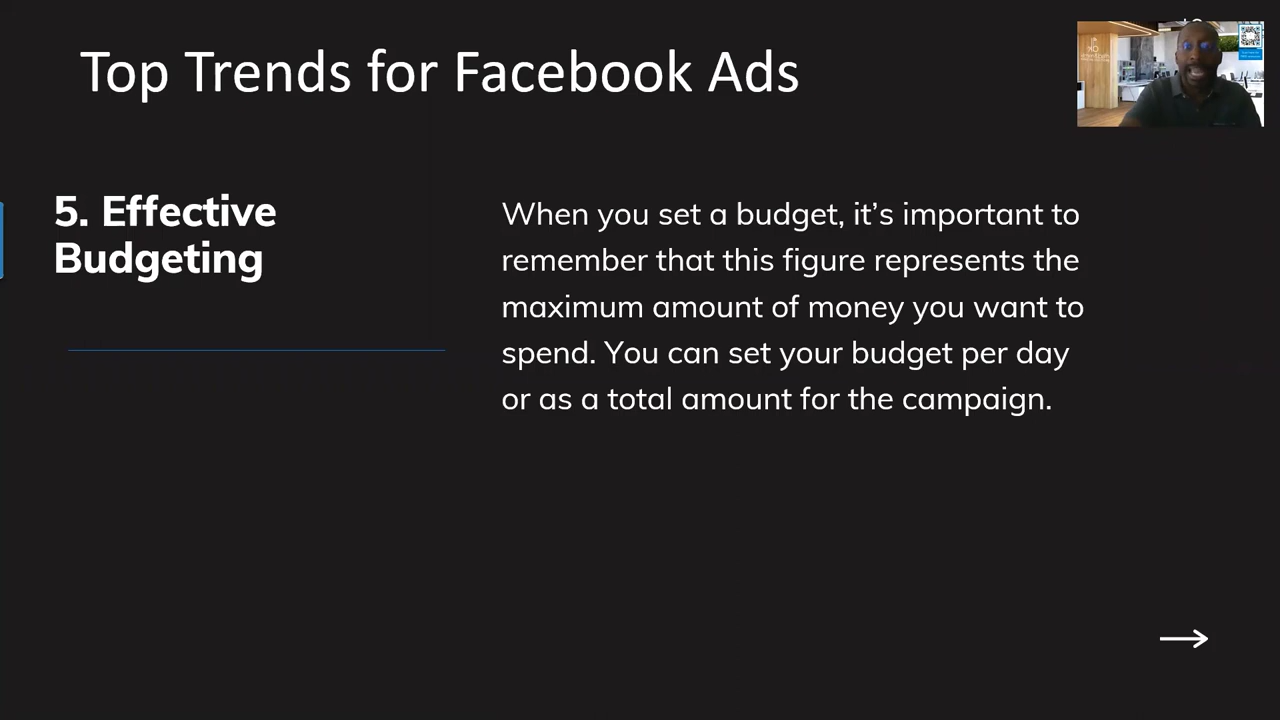 Top Trends for Facebook Ads
5. Effective
Budgeting
When you set a budget, it’s important to
remember that this figure represents the
maximum amount of money you want to
spend. You can set your budget per day
or as a total amount for the campaign.